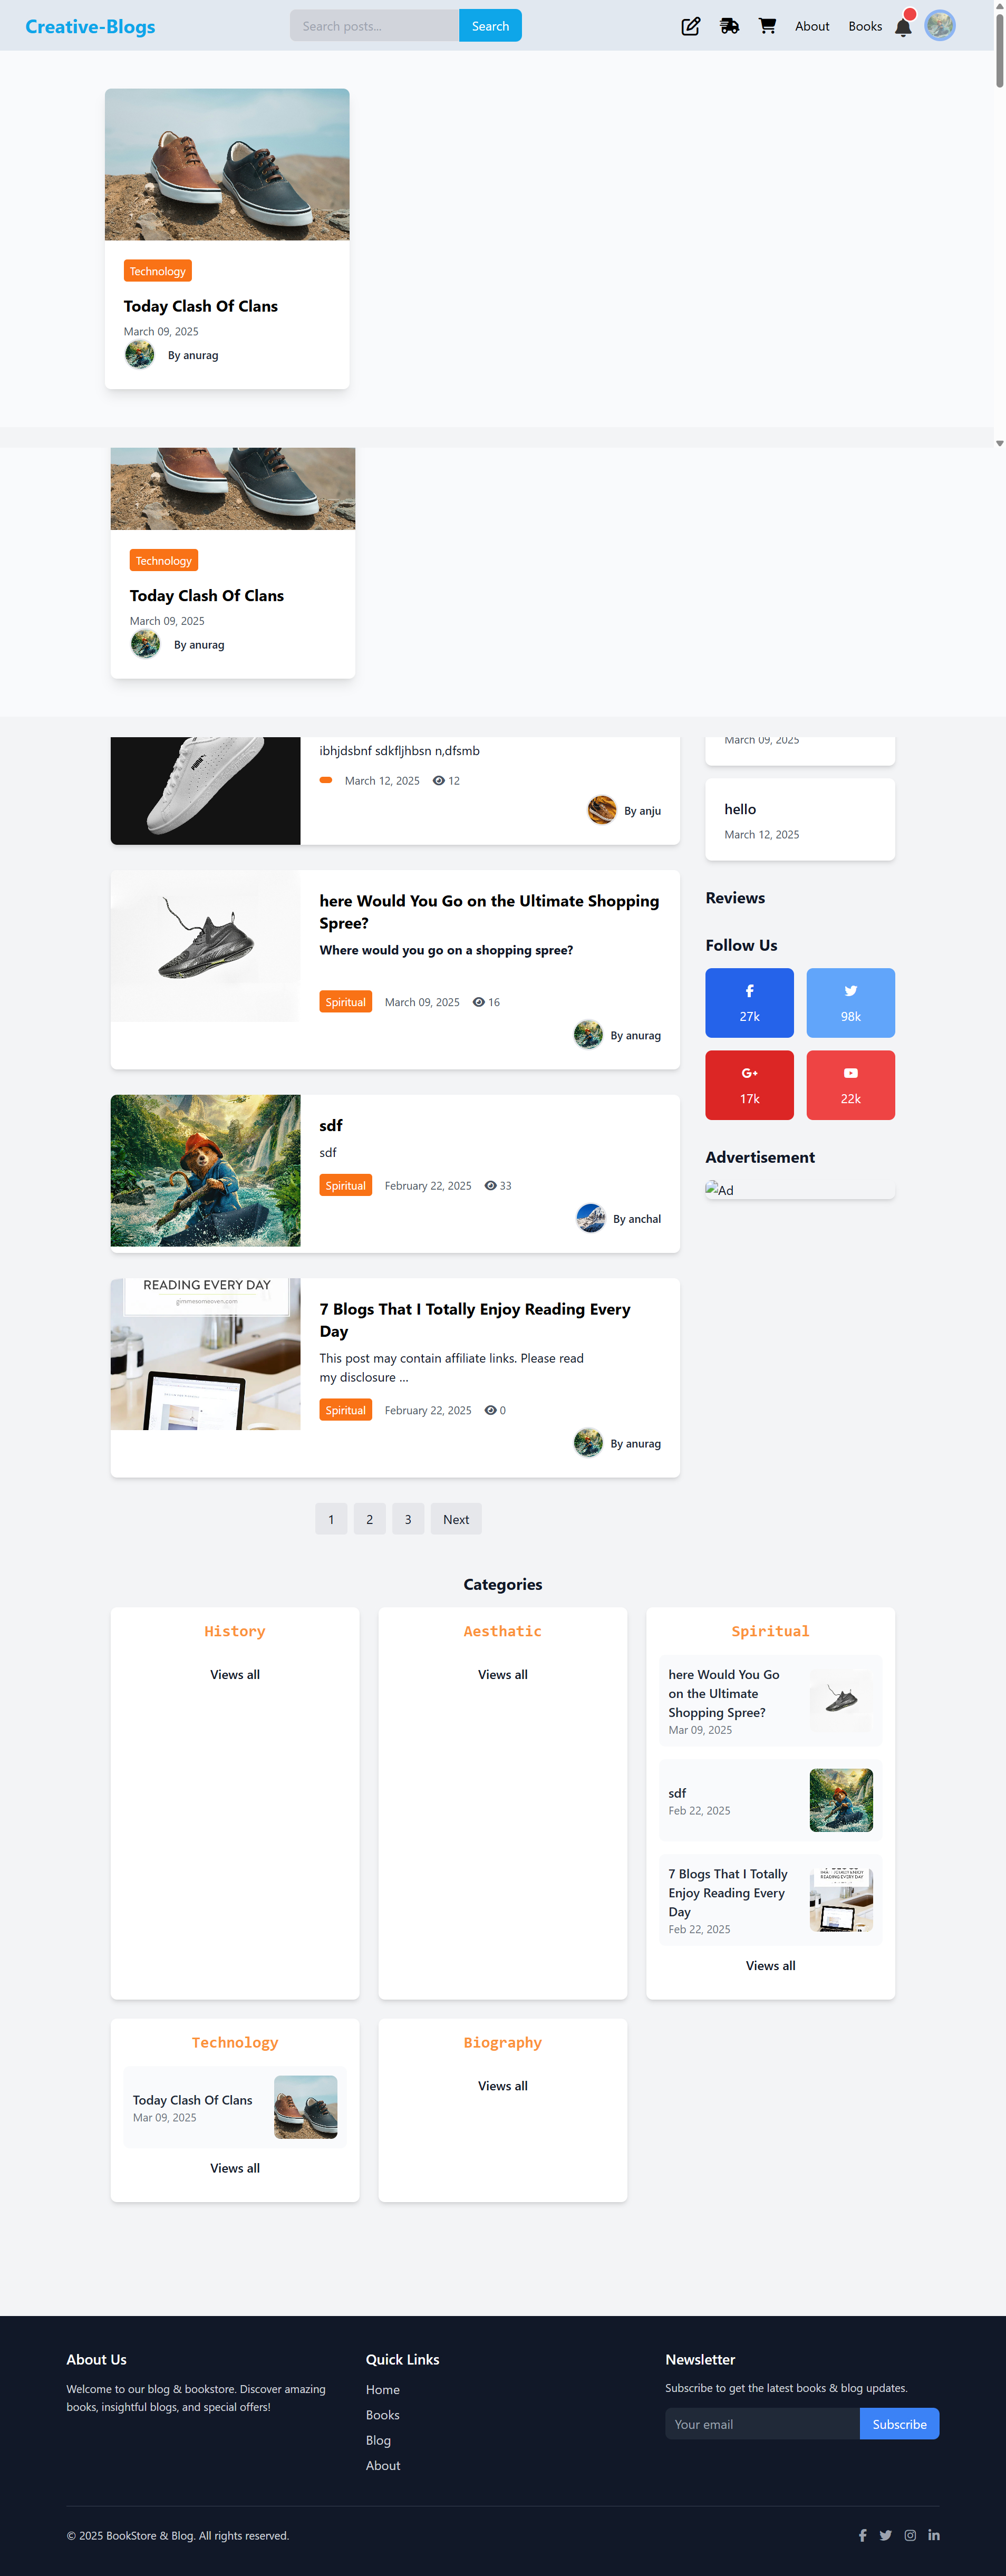 Creative-Blogs
Search posts...
Search
About
Books
Technology
Today Clash Of Clans
March 09, 2025
By anurag
Technology
Today Clash Of Clans
March 09, 2025
By anurag
ibhjdsbnf sdkfljhbsn n,dfsmb
March 12, 2025
12
By anju
here Would You Go on the Ultimate Shopping
Spree?
Where would you go on a shopping spree?
Spiritual
March 09, 2025
16
By anurag
sdf
sdf
Spiritual
February 22, 2025
33
By anchal
READING EVERY DAY
gimmesomeoven.com
7 Blogs That I Totally Enjoy Reading Every
Day
This post may contain affiliate links. Please read
my disclosure ...
Spiritual
February 22, 2025
0
By anurag
1
2
3
Next
March 09, 2025
hello
March 12, 2025
Reviews
Follow Us
27k
98k
G+
17k
22k
Advertisement
Ad
Categories
History
Views all
Aesthatic
Views all
Spiritual
here Would You Go
on the Ultimate
Shopping Spree?
Mar 09, 2025
sdf
Feb 22, 2025
7 Blogs That I Totally
Enjoy Reading Every
Day
Feb 22, 2025
READING EVERY DAY
Views all
Technology
Today Clash Of Clans
Mar 09, 2025
Views all
Biography
Views all
About Us
Welcome to our blog & bookstore. Discover amazing
books, insightful blogs, and special offers!
Quick Links
Home
Books
Blog
About
Newsletter
Subscribe to get the latest books & blog updates.
Your email
Subscribe
© 2025 BookStore & Blog. All rights reserved.